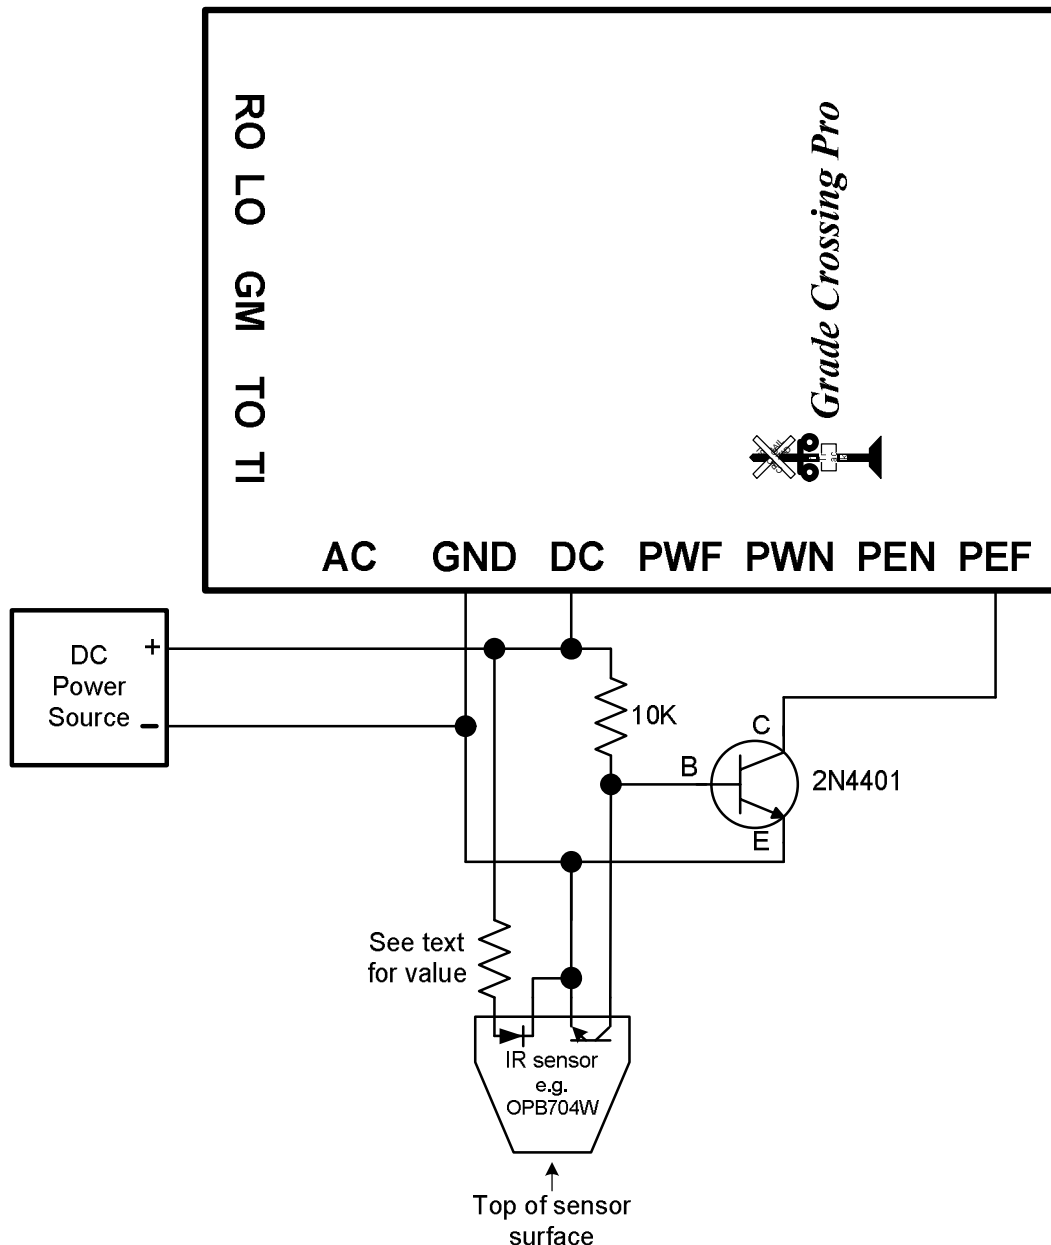 RO LO GM TO TI
Grade Crossing Pro
AC GND DC PWF PWN PEN PEF
DC
Power
Source
+
−
10K
B
C
E
2N4401
See text
for value
IR sensor
e.g.
OPB704W
Top of sensor
surface